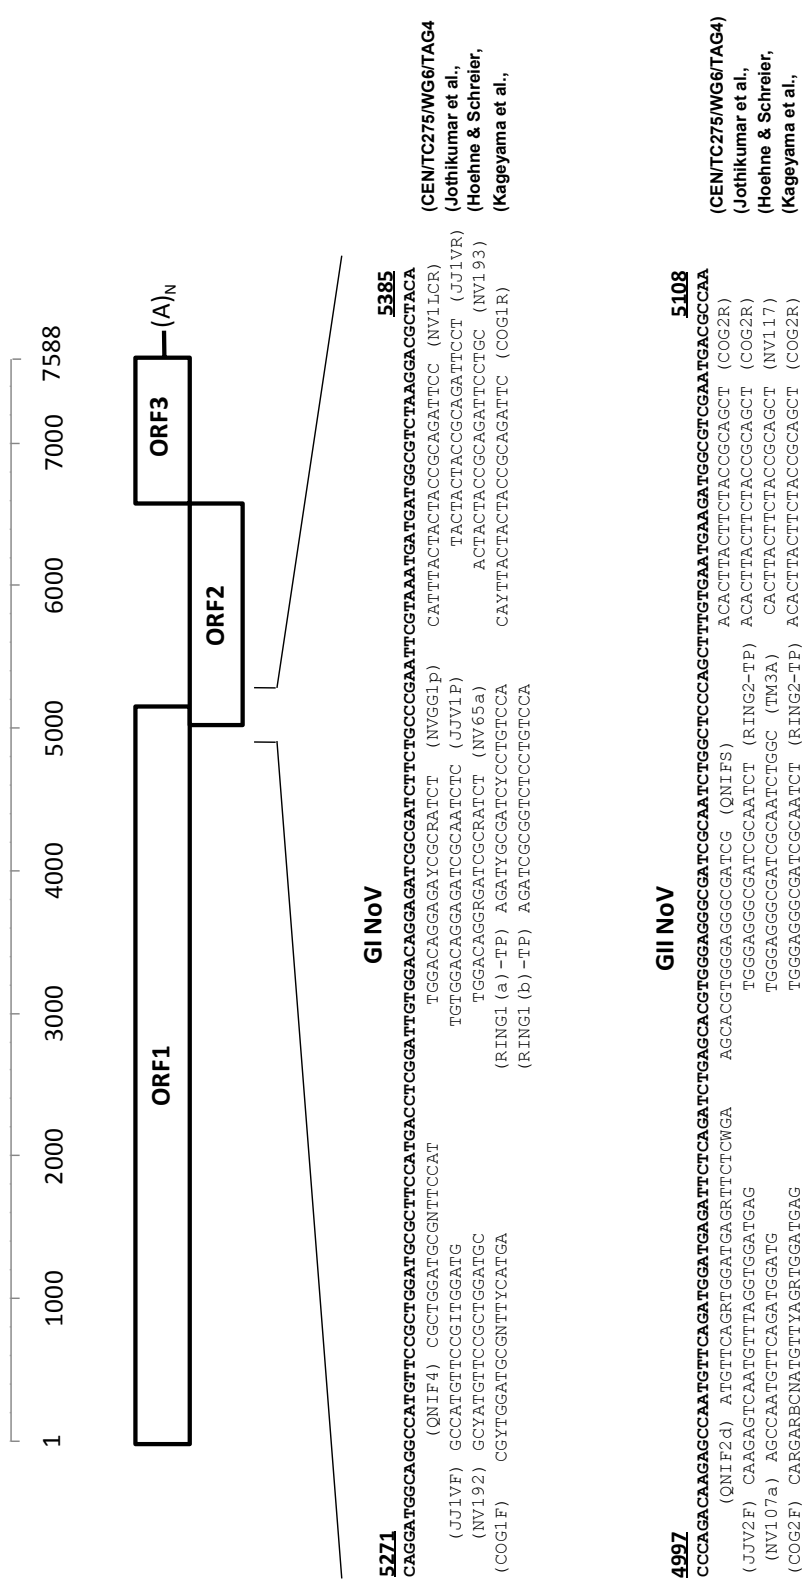 1 1000 2000 3000 4000 5000 6000 7000 7588
ORF1 ORF3 (A)N
ORF2
GI NoV
5271 5385
CAGGATGGCAGGCCATGTTCCGCTGGATGCGCTTCCATGACCTCGGATTGTGGACAGGAGATCGCGATCTTCTGCCCGAATTCGTAAATGATGATGGCGTCTAAGGACGCTACA
(QNIF4) CGCTGGATGCGNTTCCAT TGGACAGGAGAYCGCRATCT (NVGG1p) CATTTACTACTACCGCAGATTCC (NV1LCR) (CEN/TC275/WG6/TAG4
(JJ1VF) GCCATGTTCCGITGGATG TGTGGACAGGAGATCGCAATCTC (JJV1P) TACTACTACCGCAGATTCCT (JJ1VR) (Jothikumar et al.,
(NV192) GCYATGTTCCGCTGGATGC TGGACAGGRGATCGCRATCT (NV65a) ACTACTACCGCAGATTCCTGC (NV193) (Hoehne & Schreier,
(COG1F) CGYTGGATGCGNTTYCATGA (RING1(a)-TP) AGATYGCGATCYCCTGTCCA CAYTTACTACTACCGCAGATTC (COG1R) (Kageyama et al.,
(RING1(b)-TP) AGATCGCGGTCTCCTGTCCA
GII NoV
4997 5108
CCCAGACAAGAGCCAATGTTCAGATGGATGAGATTCTCAGATCTGAGCACGTGGGAGGGCGATCGCAATCTGGCTCCCAGCTTTGTGAATGAAGATGGCGTCGAATGACGCCAA
(QNIF2d) ATGTTCAGRTGGATGAGRTTCTCWGA AGCACGTGGGAGGGCGATCG (QNIFS) ACACTTACTTCTACCGCAGCT (COG2R) (CEN/TC275/WG6/TAG4)
(JJV2F) CAAGAGTCAATGTTTAGGTGGATGAG TGGGAGGGCGATCGCAATCT (RING2-TP) ACACTTACTTCTACCGCAGCT (COG2R) (Jothikumar et al.,
(NV107a) AGCCAATGTTCAGATGGATG TGGGAGGGCGATCGCAATCTGGC (TM3A) CACTTACTTCTACCGCAGCT (NV117) (Hoehne & Schreier,
(COG2F) CARGARBCNATGTTYAGRTGGATGAG TGGGAGGGCGATCGCAATCT (RING2-TP) ACACTTACTTCTACCGCAGCT (COG2R) (Kageyama et al.,